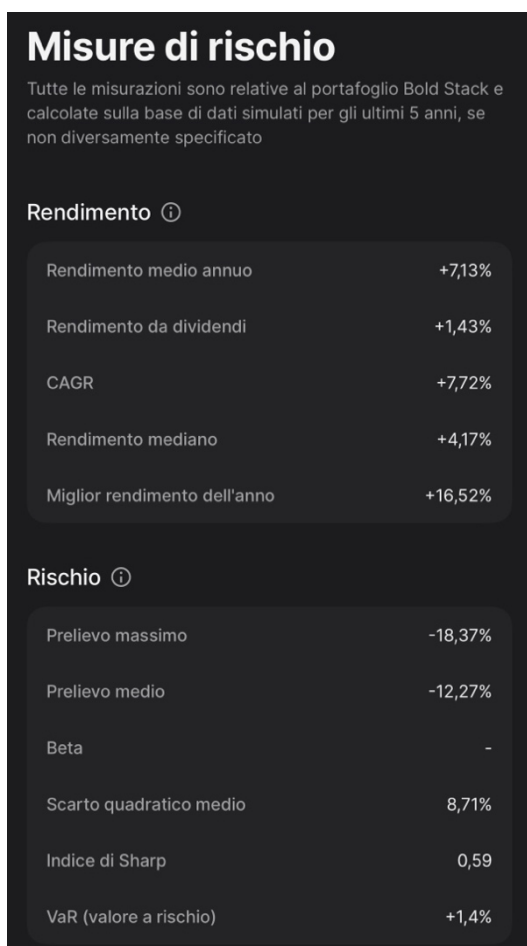 Misure di rischio
Tutte le misurazioni sono relative al portafoglio Bold Stack e
calcolate sulla base di dati simulati per gli ultimi 5 anni, se
non diversamente specificato
Rendimento
Rendimento medio annuo +7,13%
Rendimento da dividendi +1,43%
CAGR +7,72%
Rendimento mediano +4,17%
Miglior rendimento dell'anno +16,52%
Rischio
Prelievo massimo -18,37%
Prelievo medio -12,27%
Beta -
Scarto quadratico medio 8,71%
Indice di Sharp 0,59
VaR (valore a rischio) +1,4%